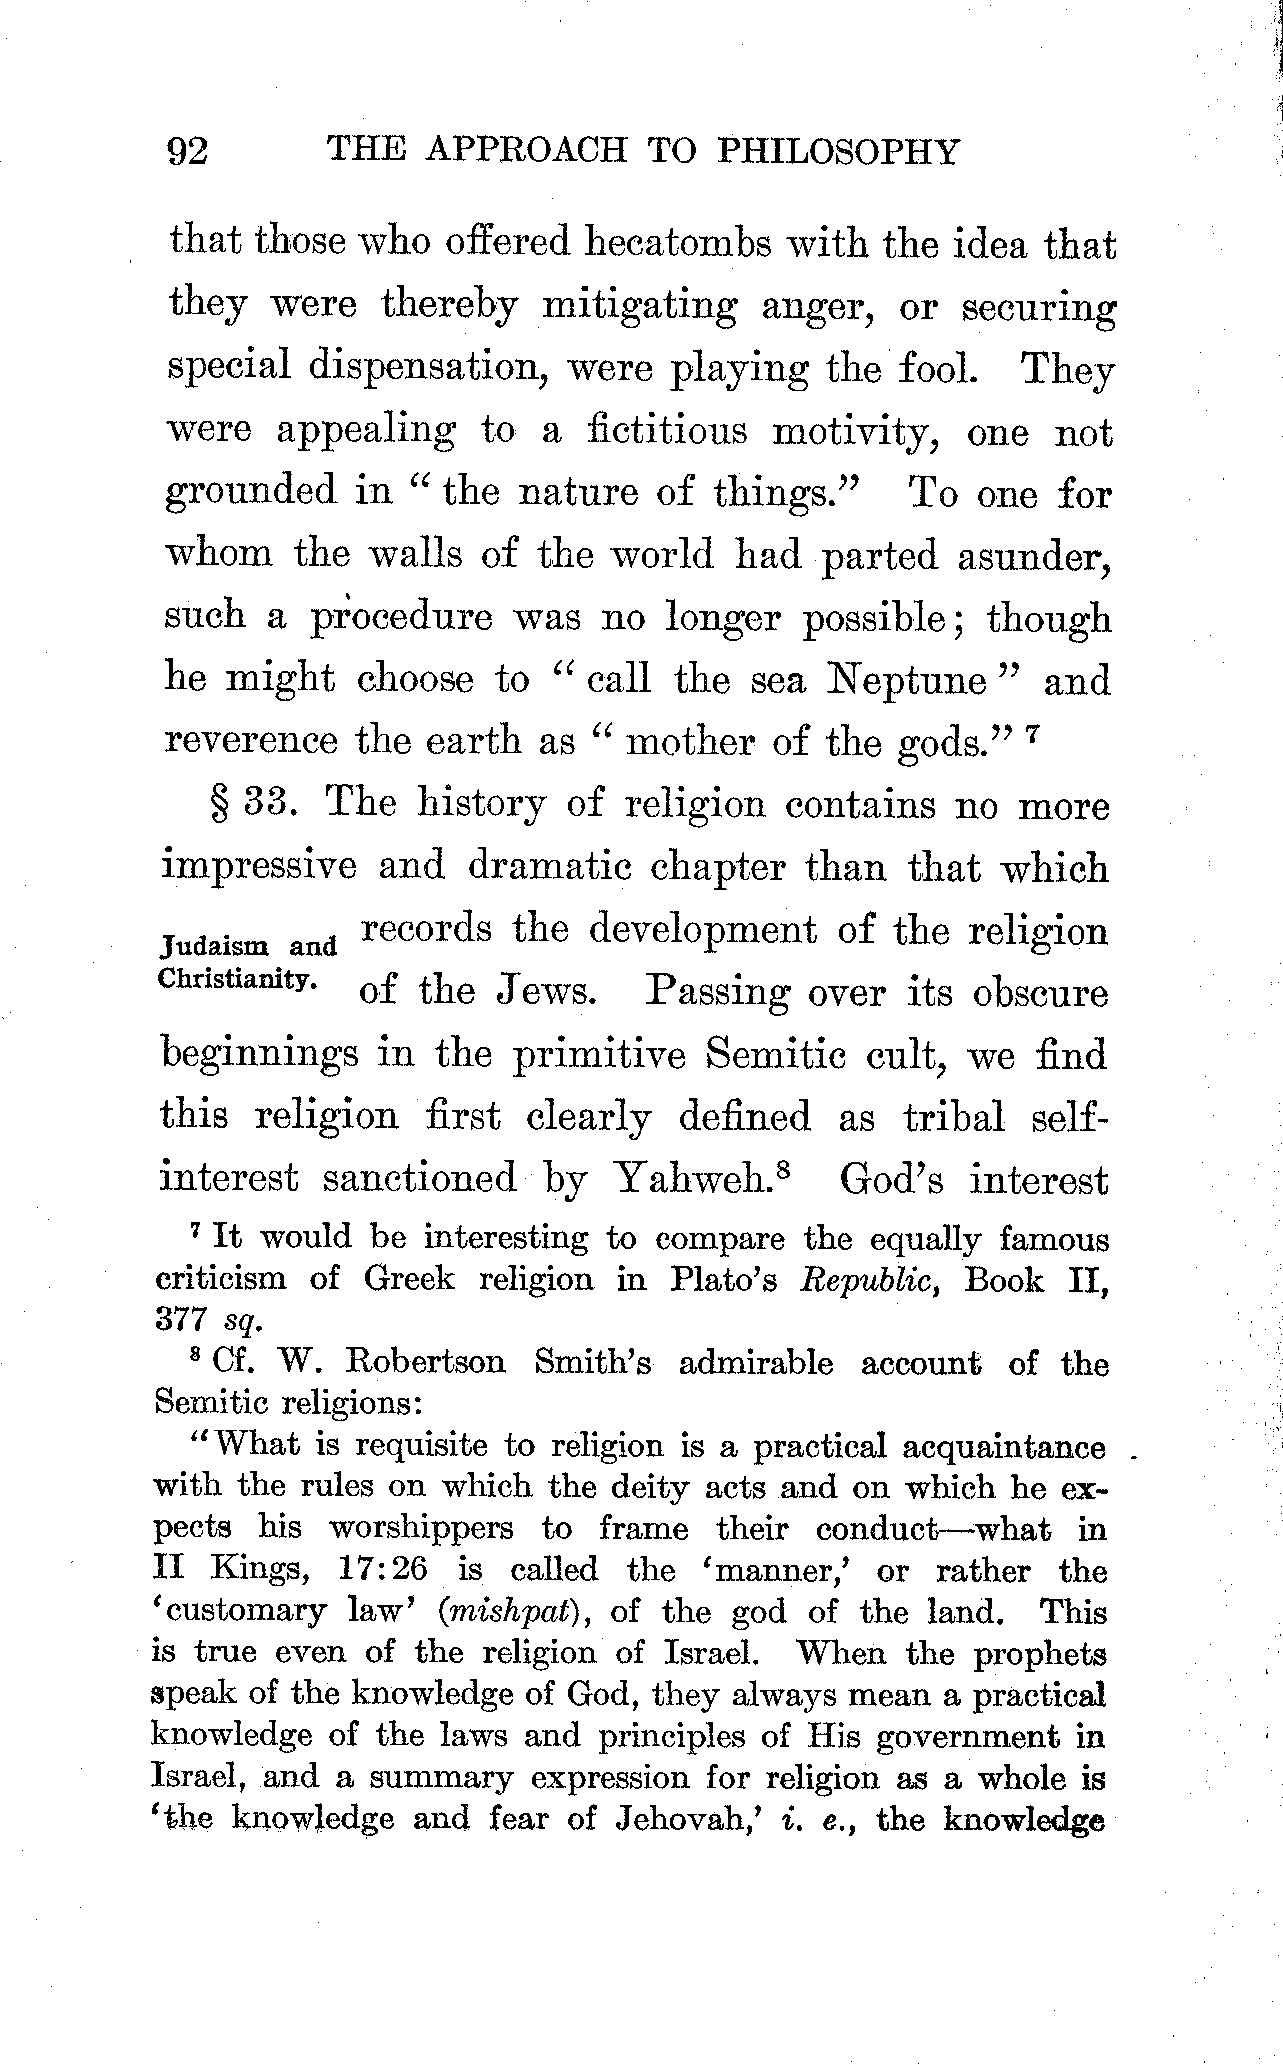 92 THE APPROACH TO PHILOSOPHY
that those who offered hecatombs with the idea that
they were thereby mitigating anger, or securing
special dispensation, were playing the fool. They
were appealing to a fictitious motivity, one not
grounded in “ the nature of things.” To one for
whom the walls of the world had parted asunder,
such a procedure was no longer possible; though
he might choose to “ call the sea Neptune ” and
reverence the earth as “ mother of the gods.” 7
§ 33. The history of religion contains no more
impressive and dramatic chapter than that which
Judaism and
Christianity.
records the development of the religion
of the Jews. Passing over its obscure
beginnings in the primitive Semitic cult, we find
this religion first clearly defined as tribal self-
interest sanctioned by Yahweh.8 God’s interest
7 It would be interesting to compare the equally famous
criticism of Greek religion in Plato’s Republic, Book II,
377 sq.
8 Cf. W. Robertson Smith’s admirable account of the
Semitic religions:
“What is requisite to religion is a practical acquaintance
with the rules on which the deity acts and on which he ex-
pects his worshippers to frame their conduct—what in
II Kings, 17:26 is called the ‘manner,’ or rather the
‘customary law’ (mishpat), of the god of the land. This
is true even of the religion of Israel. When the prophets
speak of the knowledge of God, they always mean a practical
knowledge of the laws and principles of His government in
Israel, and a summary expression for religion as a whole is
‘the knowledge and fear of Jehovah,’ i. e., the knowledge